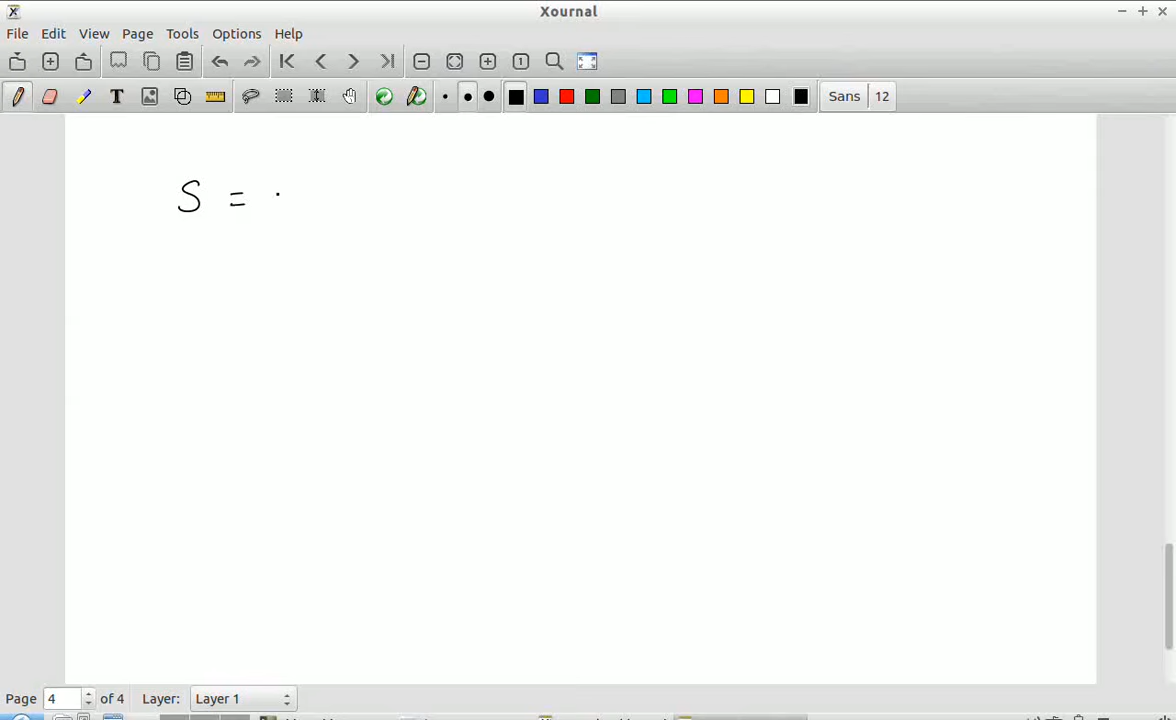 Xournal
File Edit View Page Tools Options Help
T Sans 12
S = ·
Page 4 of 4 Layer: Layer 1